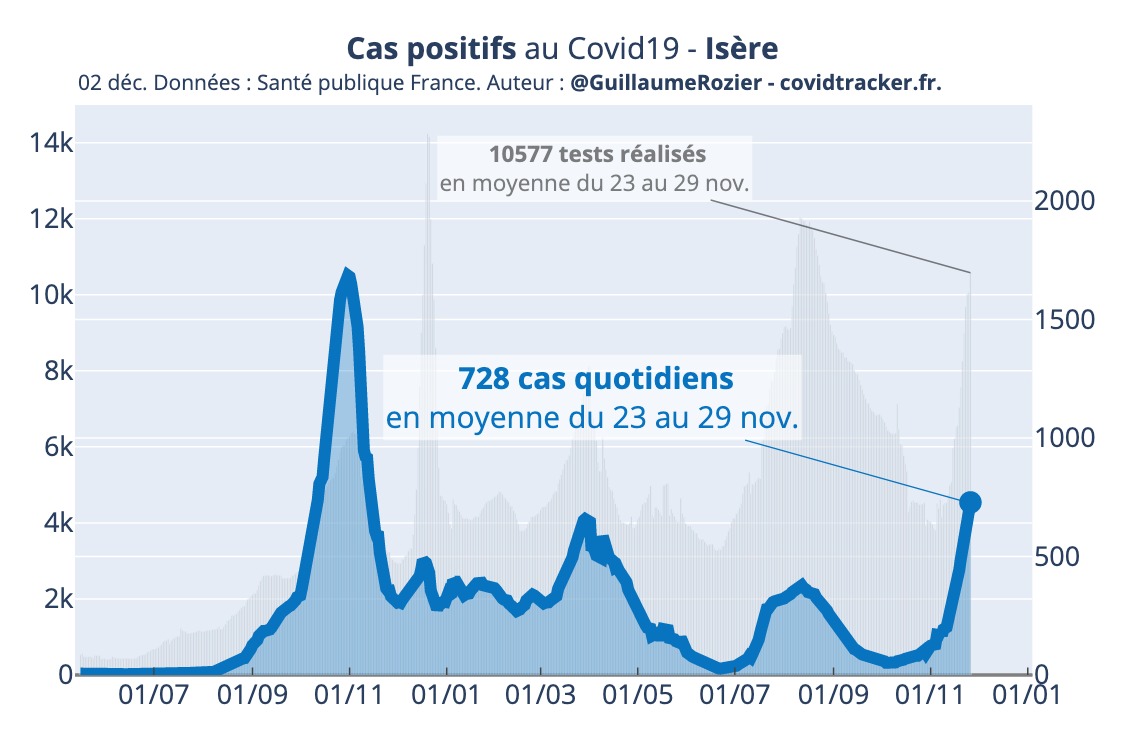 Cas positifs au Covid19 - Isère
02 déc. Données : Santé publique France. Auteur : @GuillaumeRozier - covidtracker.fr.
14k
10577 tests réalisés
en moyenne du 23 au 29 nov.
2000
12k
10k
1500
8k
728 cas quotidiens
en moyenne du 23 au 29 nov.
6k
1000
4k
500
2k
0
0
01/07 01/09 01/11 01/01 01/03 01/05 01/07 01/09 01/11 01/01